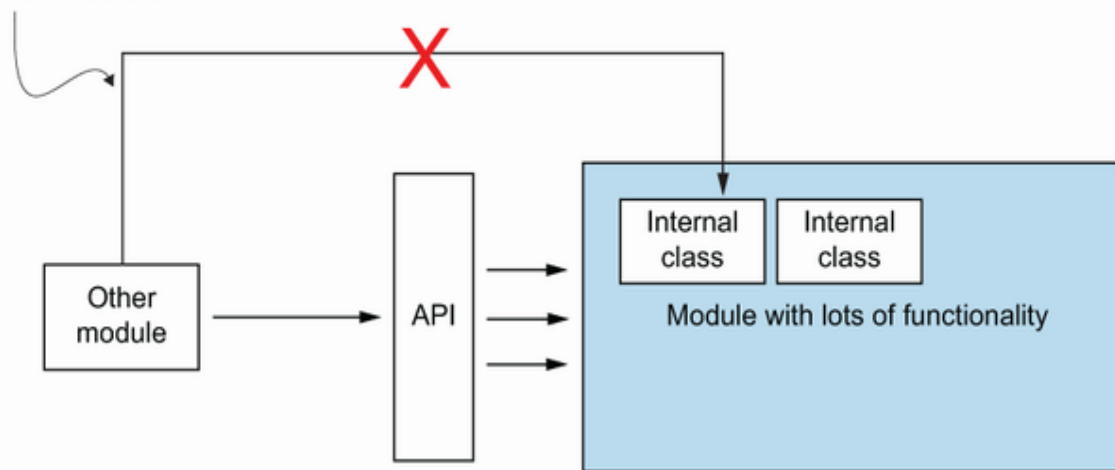 X
Internal
class
Internal
class
Other
module
API
Module with lots of functionality